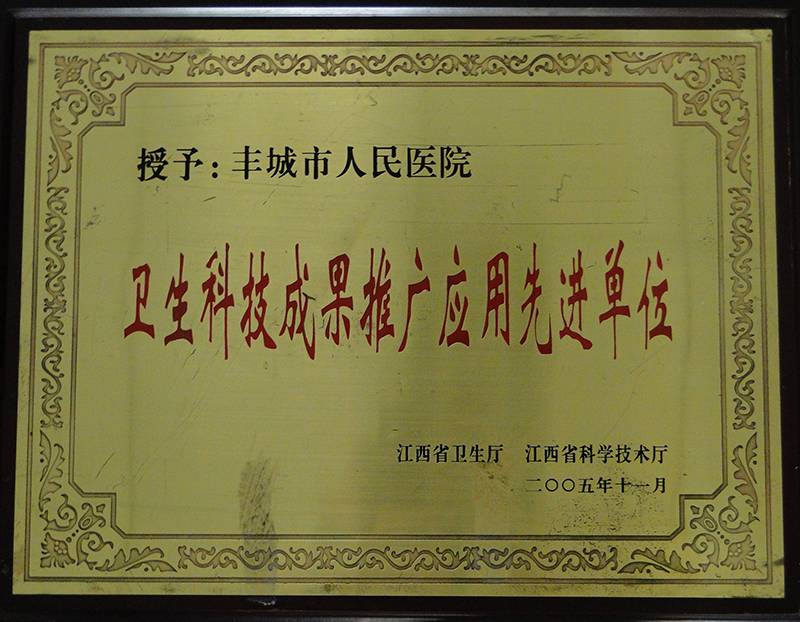 授予：丰城市人民医院
卫生科技成果推广应用先进单位
江西省卫生厅 江西省科学技术厅
二〇〇五年十一月